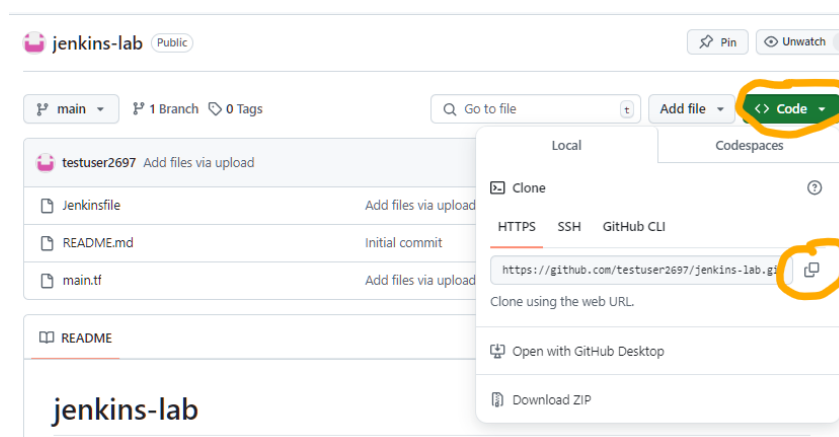 jenkins-lab Public Pin Unwatch
main 1 Branch 0 Tags Go to file t Add file <> Code
Local Codespaces
testuser2697 Add files via upload
Clone
Jenkinsfile Add files via upload
HTTPS SSH GitHub CLI
README.md Initial commit
https://github.com/testuser2697/jenkins-lab.gi
main.tf Add files via upload
Clone using the web URL.
README
Open with GitHub Desktop
Download ZIP
jenkins-lab